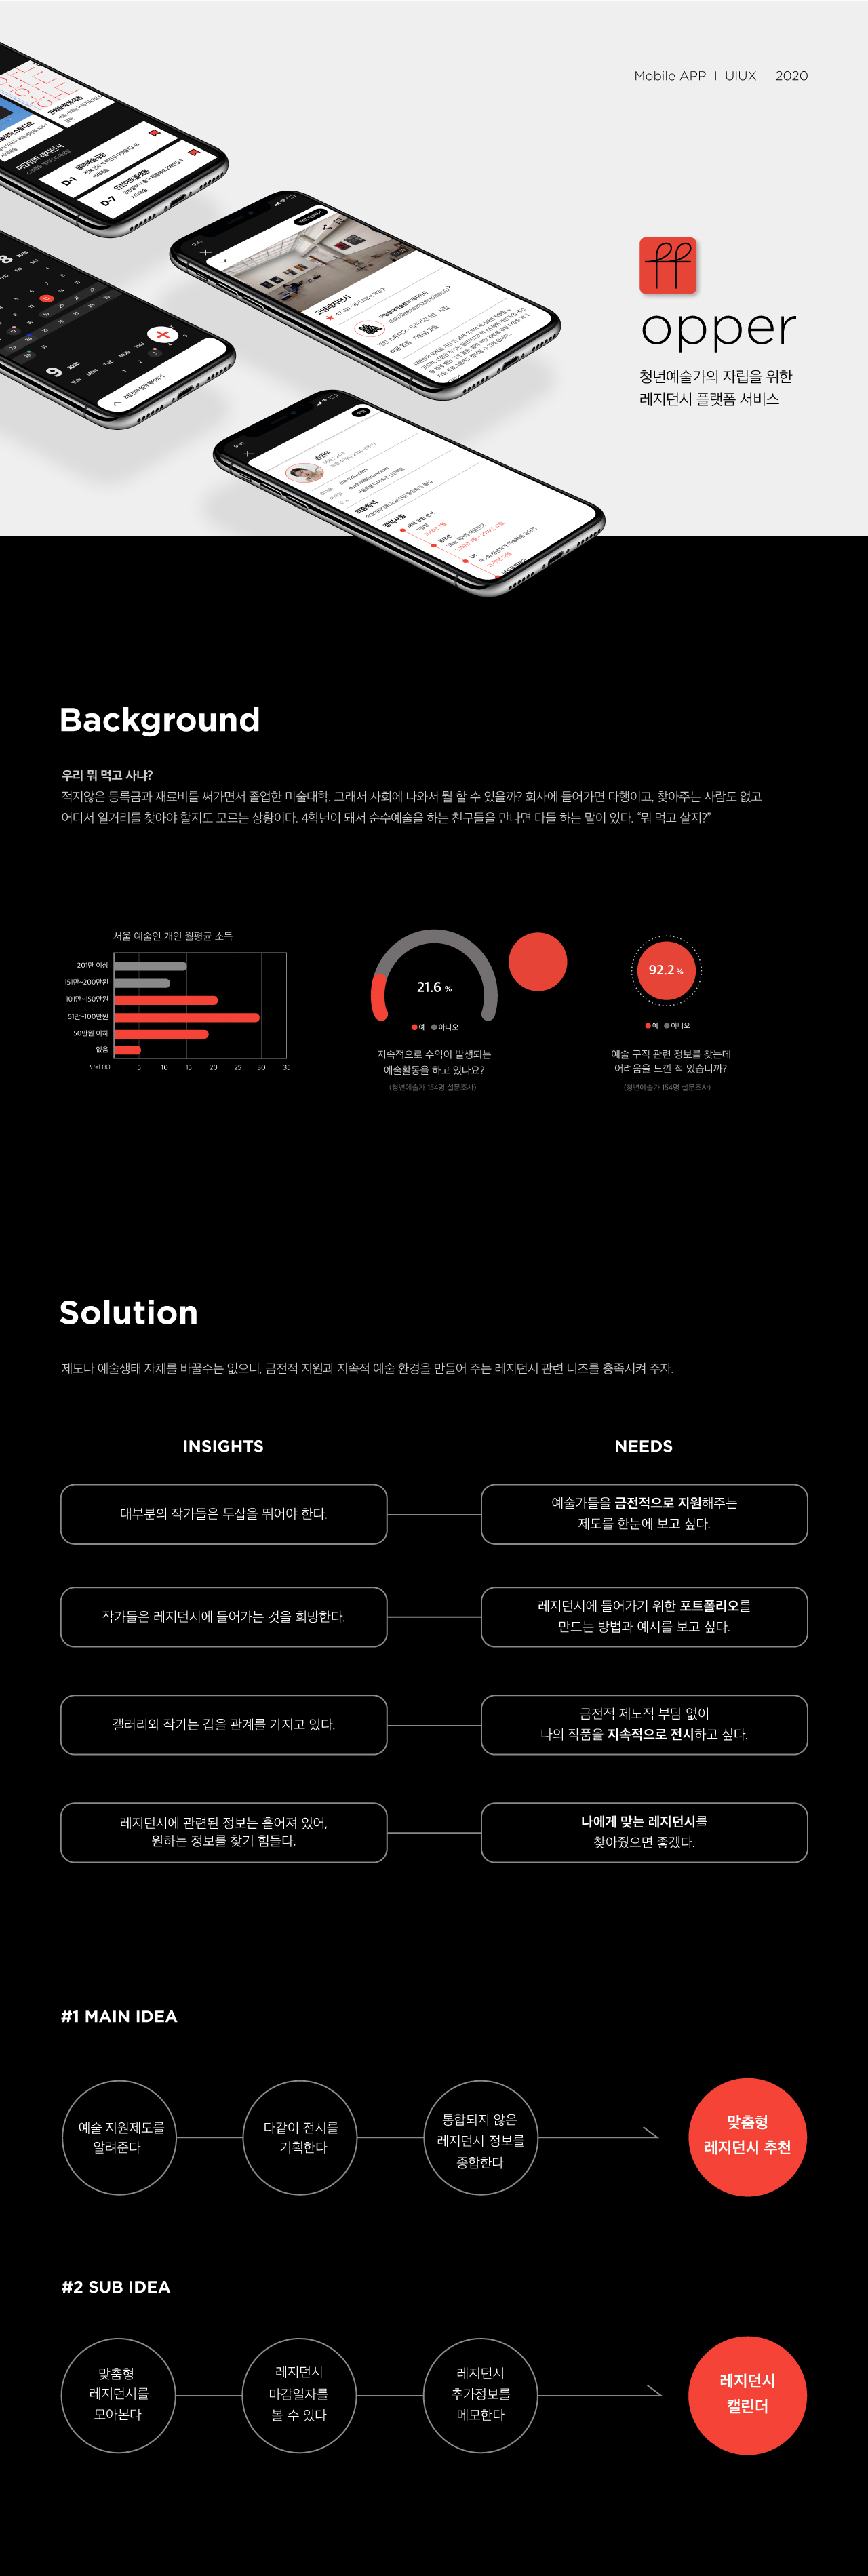 Mobile APP | UIUX | 2020
opper
청년예술가의 자립을 위한
레지던시 플랫폼 서비스
D-1
D-7
8 2020
9 2020
SUN MON TUE MON THU
고양레지던시
9:41
최종학력
경력사항
Background
우리 뭐 먹고 사냐?
적지않은 등록금과 재료비를 써가면서 졸업한 미술대학. 그래서 사회에 나와서 뭘 할 수 있을까? 회사에 들어가면 다행이고, 찾아주는 사람도 없고
어디서 일거리를 찾아야 할지도 모르는 상황이다. 4학년이 돼서 순수예술을 하는 친구들을 만나면 다들 하는 말이 있다. “뭐 먹고 살지?”
서울 예술인 개인 월평균 소득
201만 이상
151만~200만원
101만~150만원
51만~100만원
50만원 이하
없음
단위 (%)
5 10 15 20 25 30 35
21.6 %
예 아니오
지속적으로 수익이 발생되는
예술활동을 하고 있나요?
(청년예술가 154명 설문조사)
92.2 %
예 아니오
예술 구직 관련 정보를 찾는데
어려움을 느낀 적 있습니까?
(청년예술가 154명 설문조사)
Solution
제도나 예술생태 자체를 바꿀수는 없으니, 금전적 지원과 지속적 예술 환경을 만들어 주는 레지던시 관련 니즈를 충족시켜 주자.
INSIGHTS
NEEDS
대부분의 작가들은 투잡을 뛰어야 한다.
예술가들을 금전적으로 지원해주는
제도를 한눈에 보고 싶다.
작가들은 레지던시에 들어가는 것을 희망한다.
레지던시에 들어가기 위한 포트폴리오를
만드는 방법과 예시를 보고 싶다.
갤러리와 작가는 갑을 관계를 가지고 있다.
금전적 제도적 부담 없이
나의 작품을 지속적으로 전시하고 싶다.
레지던시에 관련된 정보는 흩어져 있어,
원하는 정보를 찾기 힘들다.
나에게 맞는 레지던시를
찾아줬으면 좋겠다.
#1 MAIN IDEA
예술 지원제도를
알려준다
다같이 전시를
기획한다
통합되지 않은
레지던시 정보를
종합한다
맞춤형
레지던시 추천
#2 SUB IDEA
맞춤형
레지던시를
모아본다
레지던시
마감일자를
볼 수 있다
레지던시
추가정보를
메모한다
레지던시
캘린더